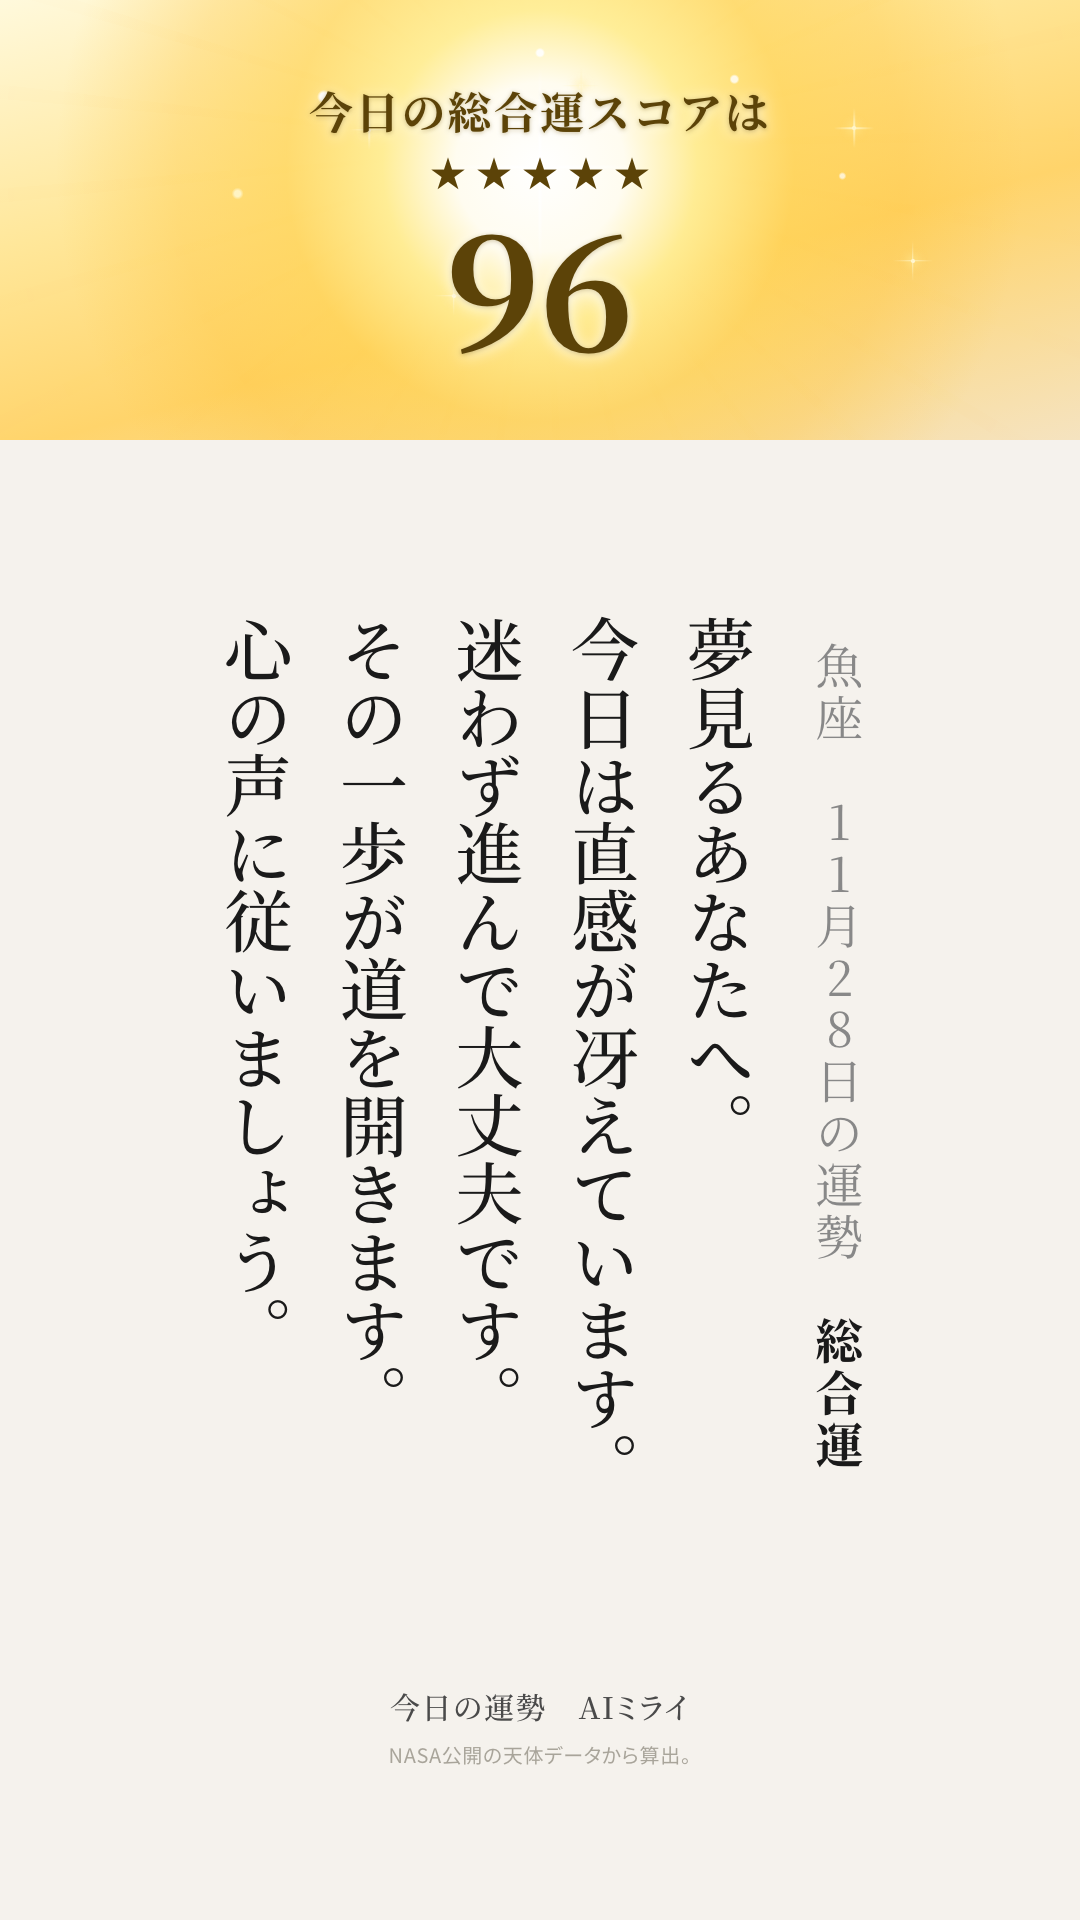 今日の総合運スコアは
★★★★★
96
魚座　11月28日の運勢　総合運
夢見るあなたへ。
今日は直感が冴えています。
迷わず進んで大丈夫です。
その一歩が道を開きます。
心の声に従いましょう。
今日の運勢　AIミライ
NASA公開の天体データから算出。